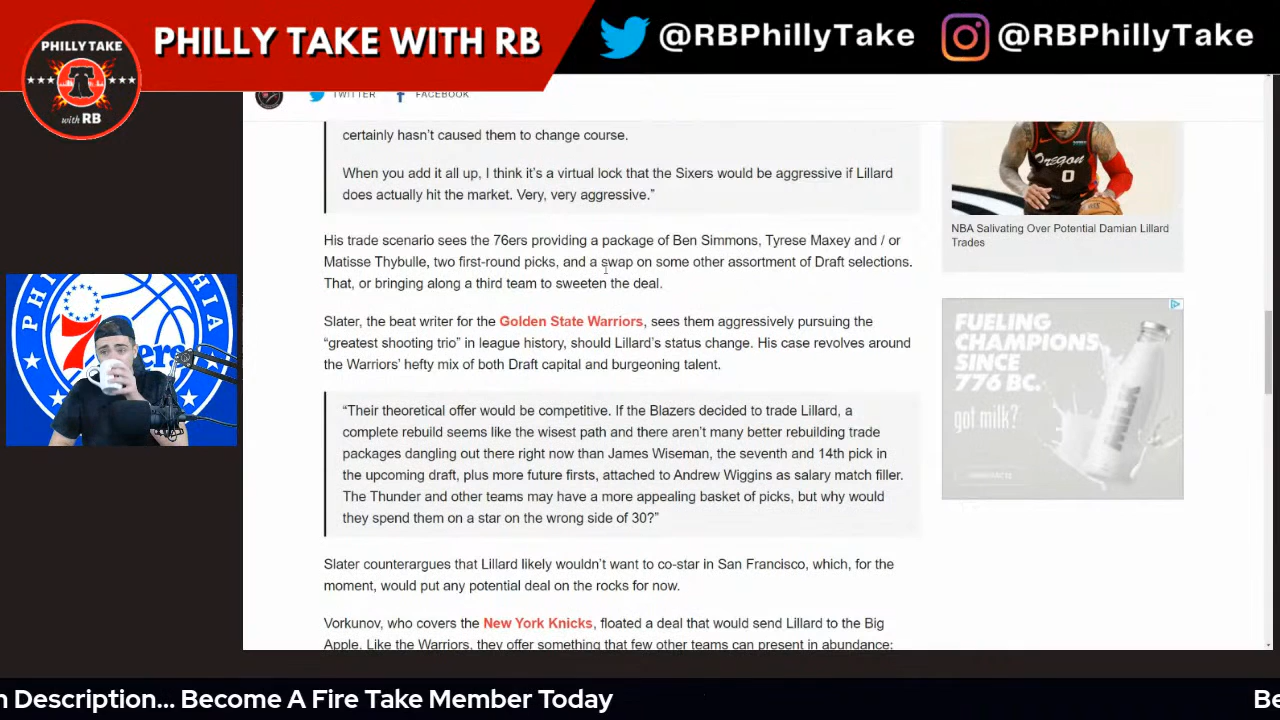 PHILLY TAKE
with RB
PHILLY TAKE WITH RB
@RBPhillyTake
@RBPhillyTake
TWITTER
FACEBOOK
certainly hasn't caused them to change course.
When you add it all up, I think it's a virtual lock that the Sixers would be aggressive if Lillard
does actually hit the market. Very, very aggressive.”
His trade scenario sees the 76ers providing a package of Ben Simmons, Tyrese Maxey and / or
Matisse Thybulle, two first-round picks, and a swap on some other assortment of Draft selections.
That, or bringing along a third team to sweeten the deal.
Slater, the beat writer for the Golden State Warriors, sees them aggressively pursuing the
“greatest shooting trio” in league history, should Lillard's status change. His case revolves around
the Warriors' hefty mix of both Draft capital and burgeoning talent.
“Their theoretical offer would be competitive. If the Blazers decided to trade Lillard, a
complete rebuild seems like the wisest path and there aren't many better rebuilding trade
packages dangling out there right now than James Wiseman, the seventh and 14th pick in
the upcoming draft, plus more future firsts, attached to Andrew Wiggins as salary match filler.
The Thunder and other teams may have a more appealing basket of picks, but why would
they spend them on a star on the wrong side of 30?”
Slater counterargues that Lillard likely wouldn't want to co-star in San Francisco, which, for the
moment, would put any potential deal on the rocks for now.
Vorkunov, who covers the New York Knicks, floated a deal that would send Lillard to the Big
Apple. Like the Warriors, they offer something that few other teams can present in abundance:
Oregon
0
NBA Salivating Over Potential Damian Lillard
Trades
FUELING
CHAMPIONS
SINCE
776 BC.
got milk?
MILK
n Description... Become A Fire Take Member Today
Be